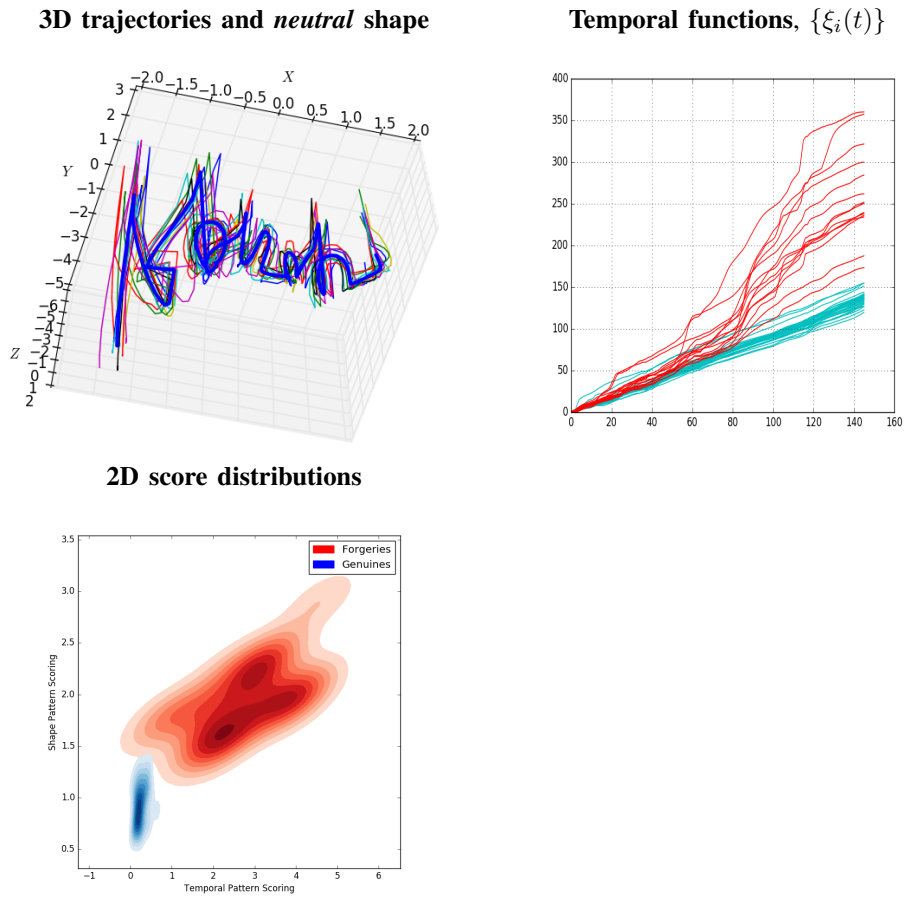 3D trajectories and neutral shape
X
−2.0 −1.5 −1.0 −0.5 0.0 0.5 1.0 1.5 2.0
Y
3
2
1
0
−1
−2
−3
−4
−5
Z
−6
−5
−4
−3
−2
−1
0
1
2
Temporal functions, {ξi(t)}
400
350
300
250
200
150
100
50
0
0 20 40 60 80 100 120 140 160
2D score distributions
Forgeries
Genuines
Shape Pattern Scoring
3.5
3.0
2.5
2.0
1.5
1.0
0.5
−1 0 1 2 3 4 5 6
Temporal Pattern Scoring